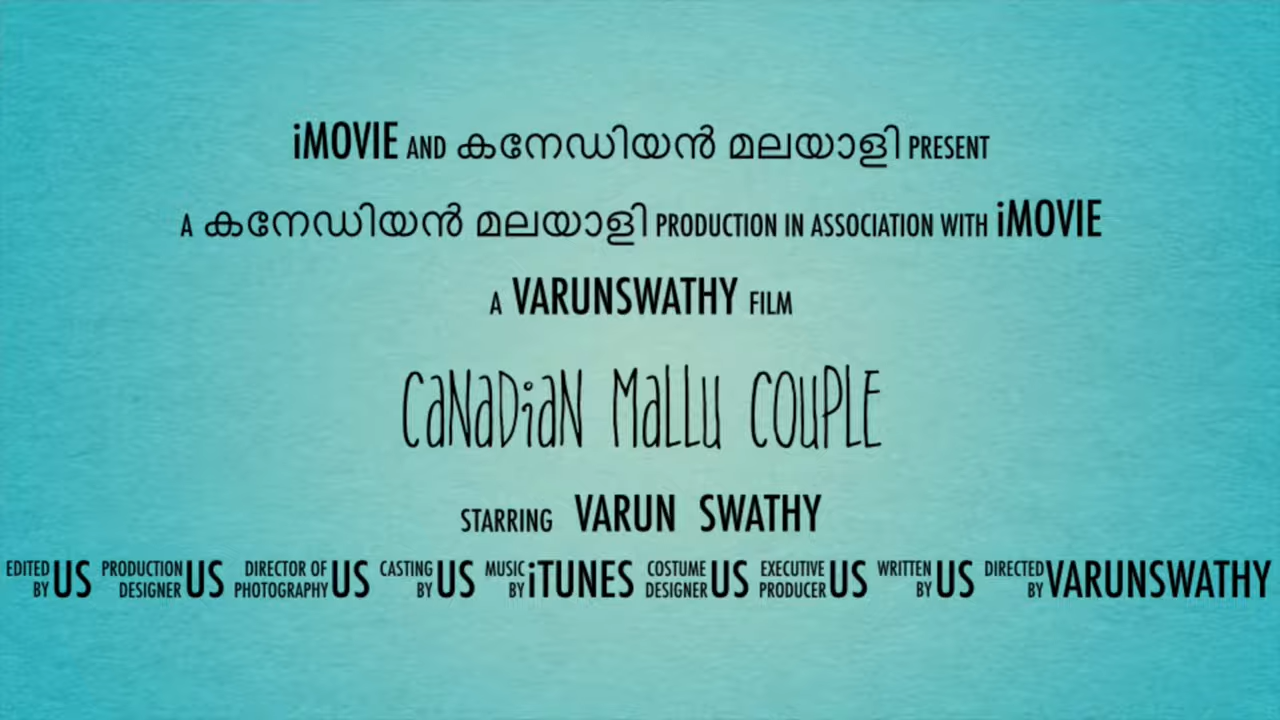 iMOVIE AND കനേഡിയൻ മലയാളി PRESENT
A കനേഡിയൻ മലയാളി PRODUCTION IN ASSOCIATION WITH iMOVIE
A VARUNSWATHY FILM
CaNaDiaN MaLLU COUPLE
STARRING VARUN SWATHY
EDITED BY US PRODUCTION DESIGNER US DIRECTOR OF PHOTOGRAPHY US CASTING BY US MUSIC BY iTUNES COSTUME DESIGNER US EXECUTIVE PRODUCER US WRITTEN BY US DIRECTED BY VARUNSWATHY